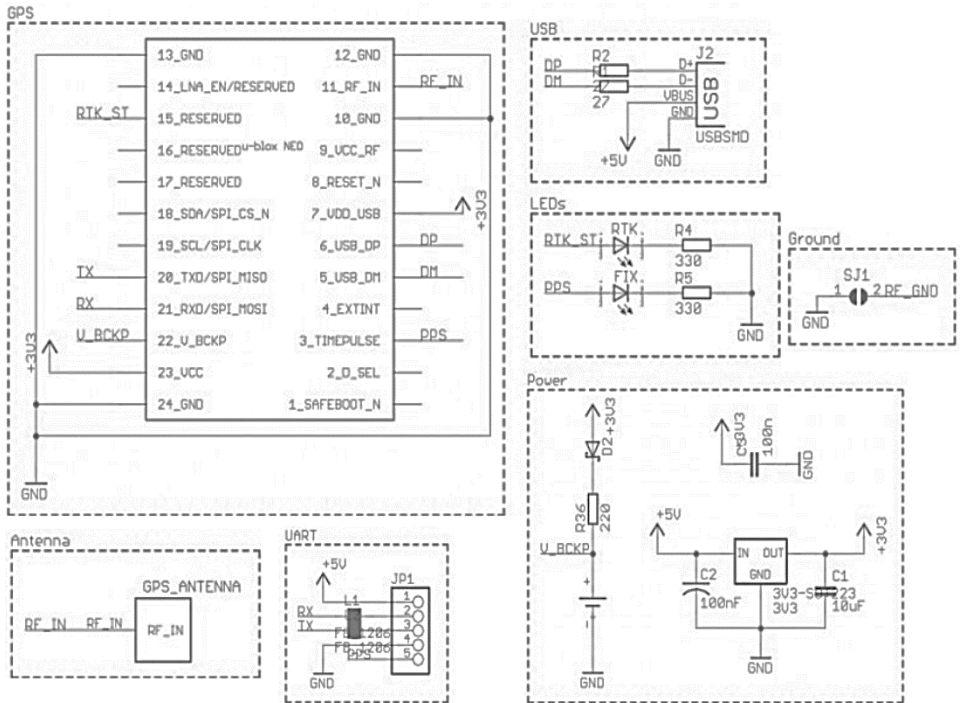 GPS
13_GND
12_GND
14_LNA_EN/RESERVED
11_RF_IN
RF_IN
RTK_ST
15_RESERVED
10_GND
16_RESERVED
u-blox NEO
9_VCC_RF
17_RESERVED
8_RESET_N
18_SDA/SPI_CS_N
7_VDD_USB
+3V3
19_SCL/SPI_CLK
6_USB_DP
DP
TX
20_TXD/SPI_MISO
5_USB_DM
DM
RX
21_RXD/SPI_MOSI
4_EXTINT
V_BCKP
22_V_BCKP
3_TIMEPULSE
PPS
+3V3
23_VCC
2_D_SEL
24_GND
1_SAFEBOOT_N
GND
USB
R2
J2
DP
D+
DM
D-
27
VBUS
GND
USB
USBSMD
+5V
GND
LEDs
RTK_ST
RTK
R4
330
PPS
FIX
R5
330
GND
Ground
SJ1
1
2
RF_GND
GND
Power
+3V3
D2
R36
220
V_BCKP
+
-
GND
+3V3
100n
GND
+5V
IN
OUT
GND
+3V3
C2
100nF
3V3
C1
10uF
GND
Antenna
GPS_ANTENNA
RF_IN
RF_IN
RF_IN
UART
+5V
JP1
L1
RX
TX
1
2
3
4
5
PPS
GND